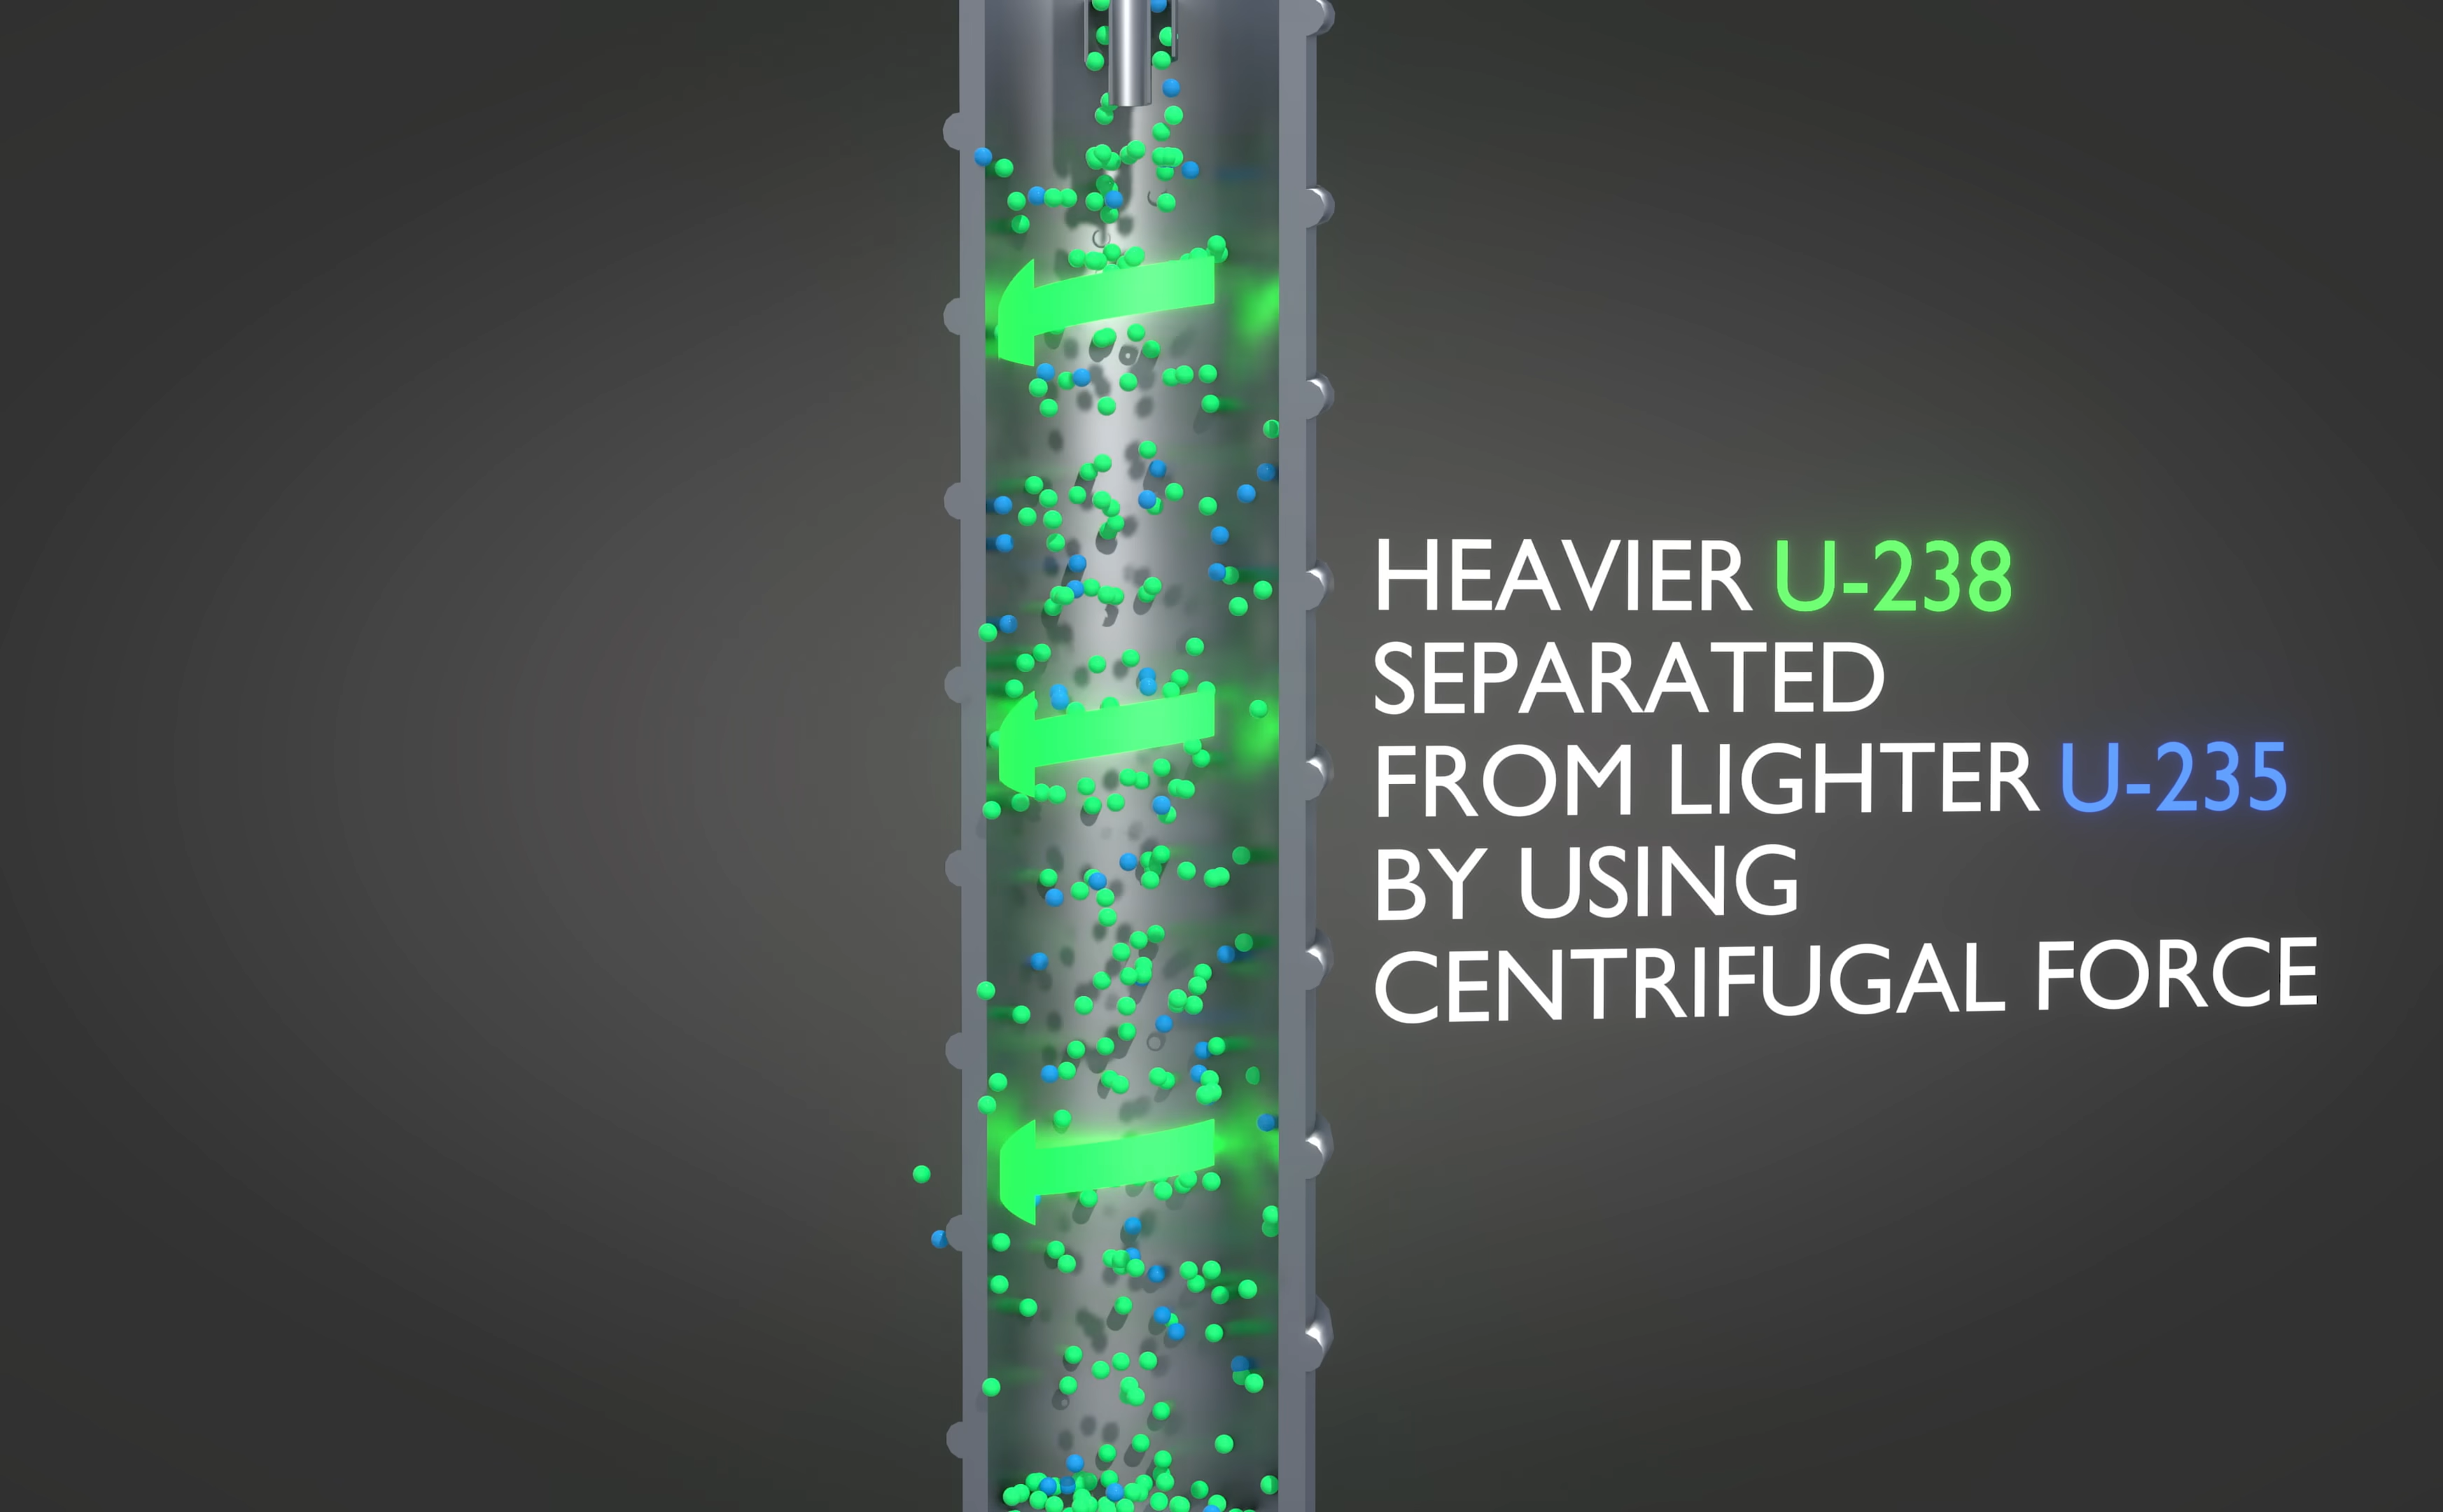 HEAVIER U-238
SEPARATED
FROM LIGHTER U-235
BY USING
CENTRIFUGAL FORCE